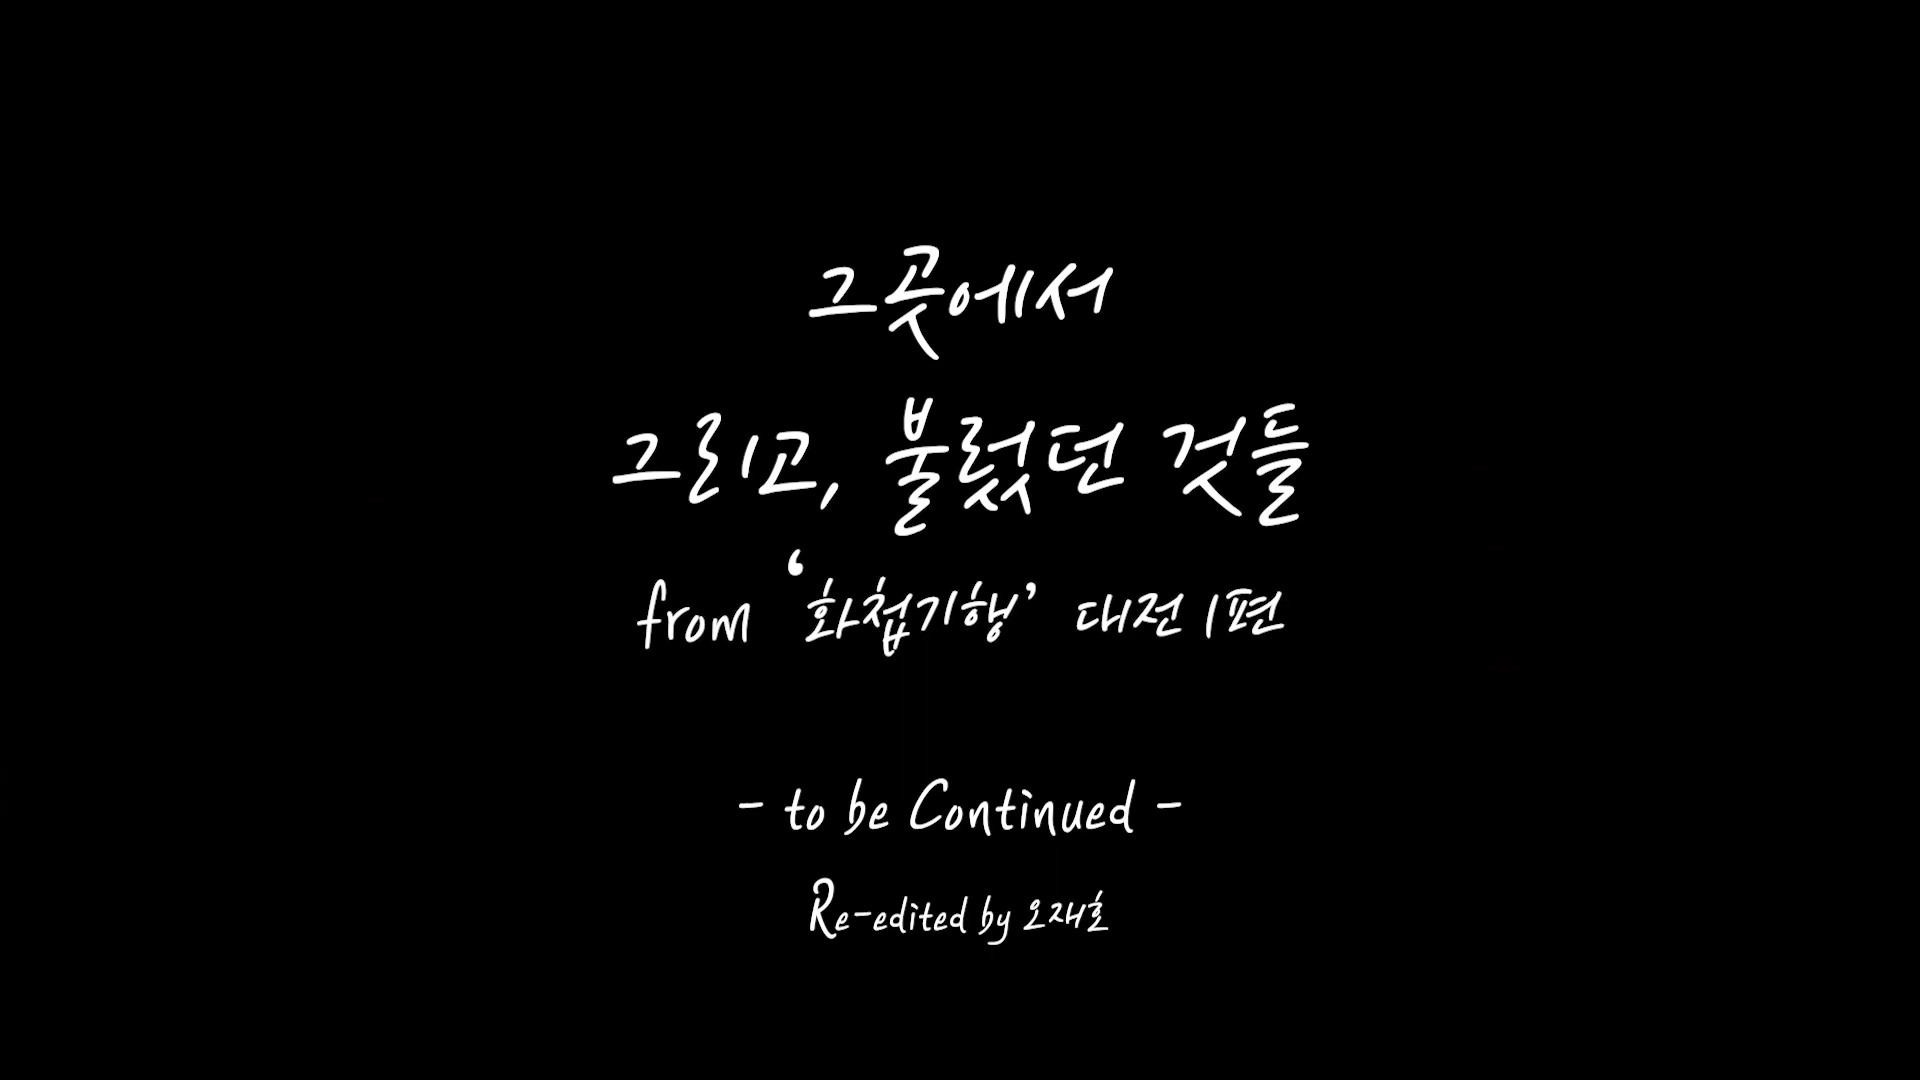 그곳에서
그리고, 불렀던 것들
from ‘화첩기행’ 대전 1편
- to be Continued -
Re-edited by 오재호